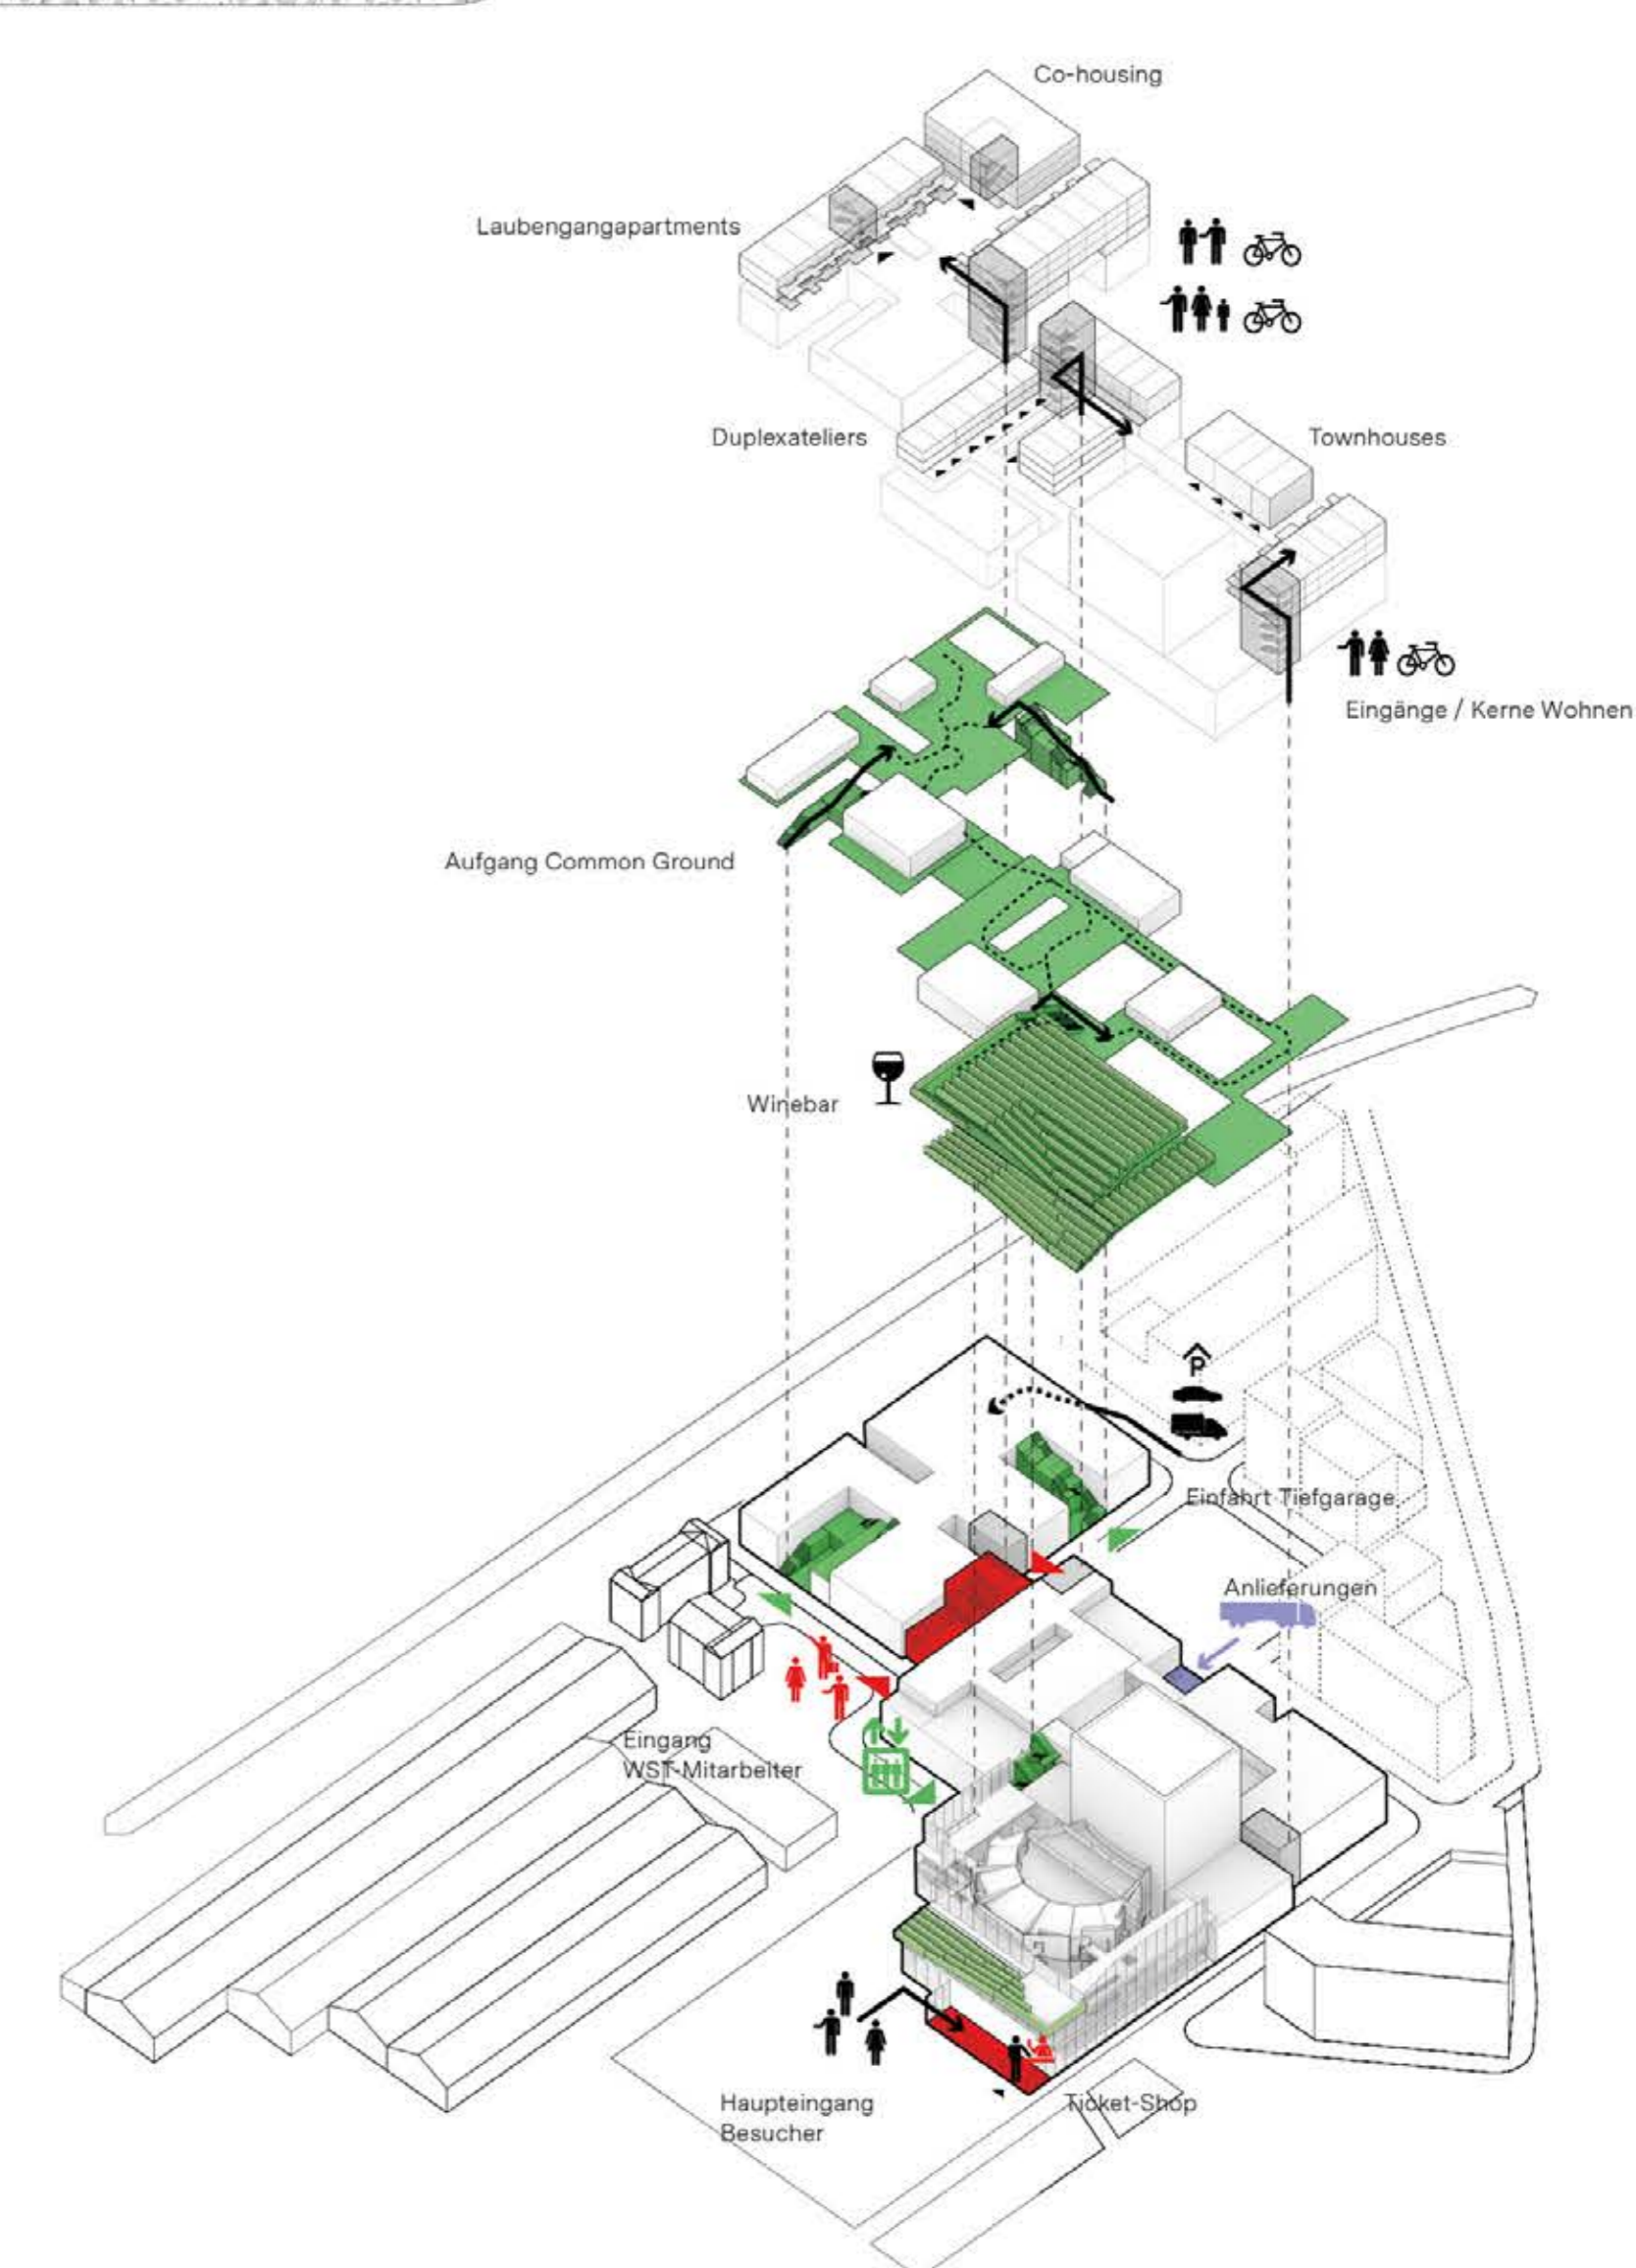 Co-housing
Laubengangapartments
Duplexateliers
Townhouses
Eingänge / Kerne Wohnen
Aufgang Common Ground
Winebar
P
Einfahrt Tiefgarage
Anlieferungen
Eingang
WST-Mitarbeiter
Haupteingang
Besucher
Ticket-Shop